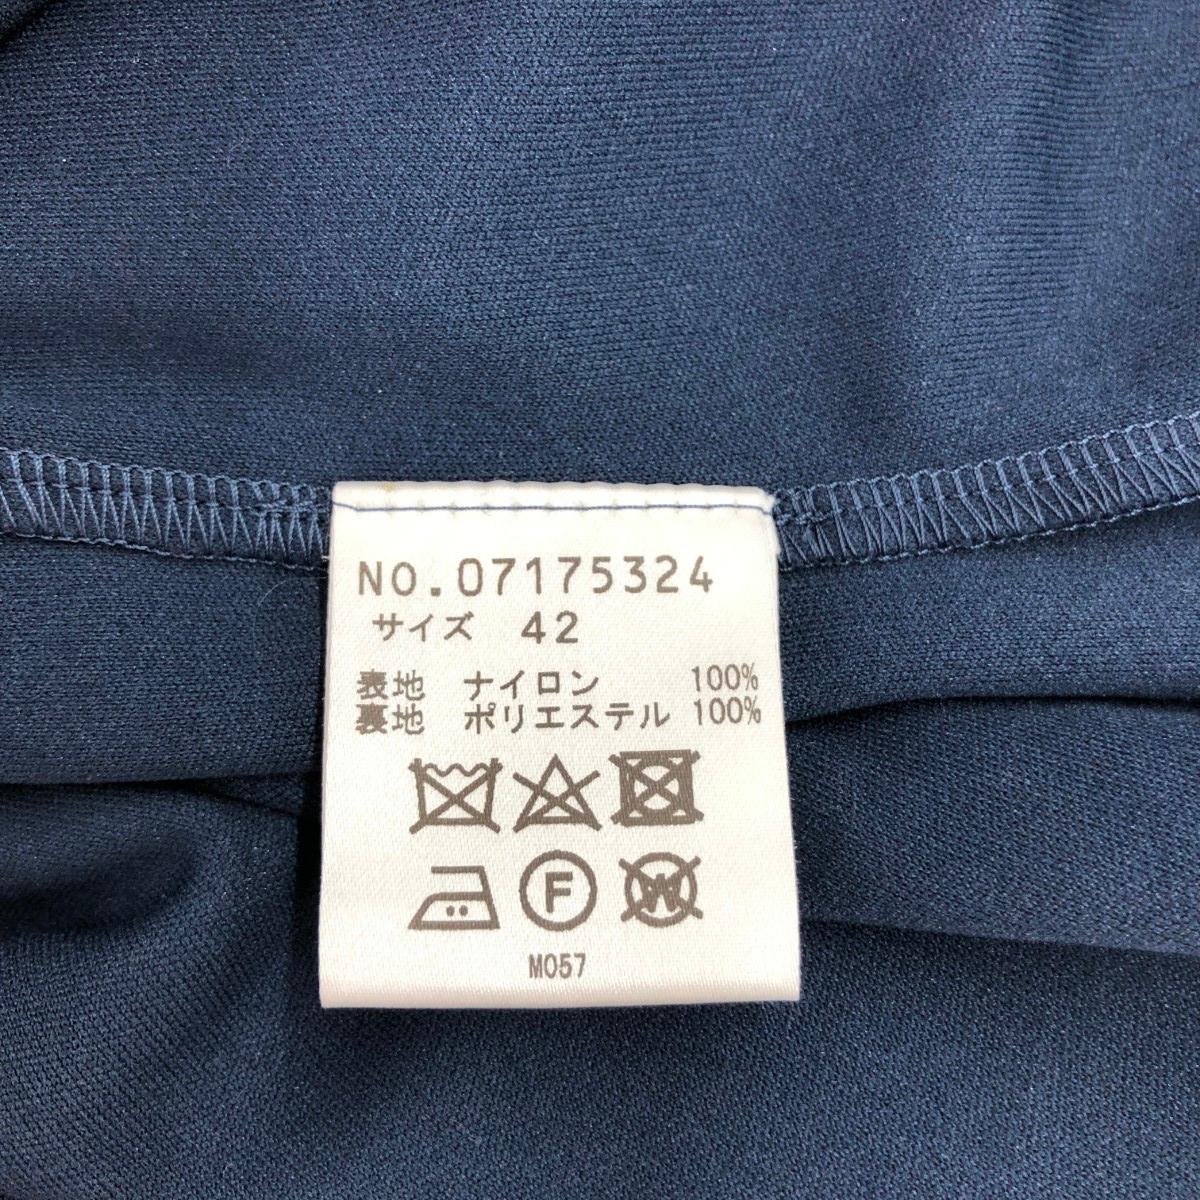 NO.07175324
サイズ 42
表地 ナイロン 100%
裏地 ポリエステル 100%
F W
M057